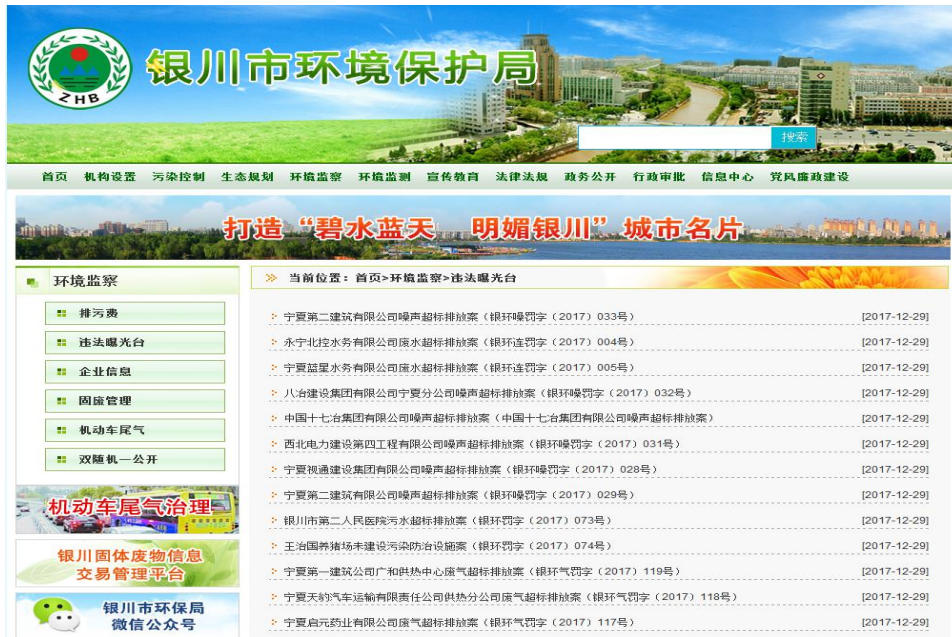 银川市环境保护局
ZHB
搜索
首页 机构设置 污染控制 生态规划 环境监察 环境监测 宣传教育 法律法规 政务公开 行政审批 信息中心 党风廉政建设
打造“碧水蓝天 明媚银川”城市名片
环境监察
排污费
违法曝光台
企业信息
固废管理
机动车尾气
双随机一公开
机动车尾气治理
银川固体废物信息
交易管理平台
银川市环保局
微信公众号
当前位置：首页>环境监察>违法曝光台
宁夏第二建筑有限公司噪声超标排放案（银环噪罚字（2017）033号） [2017-12-29]
永宁北控水务有限公司废水超标排放案（银环连罚字（2017）004号） [2017-12-29]
宁夏蓝星水务有限公司废水超标排放案（银环连罚字（2017）005号） [2017-12-29]
八冶建设集团有限公司宁夏分公司噪声超标排放案（银环噪罚字（2017）032号） [2017-12-29]
中国十七冶集团有限公司噪声超标排放案（中国十七冶集团有限公司噪声超标排放案） [2017-12-29]
西北电力建设第四工程有限公司噪声超标排放案（银环噪罚字（2017）031号） [2017-12-29]
宁夏视通建设集团有限公司噪声超标排放案（银环噪罚字（2017）028号） [2017-12-29]
宁夏第二建筑有限公司噪声超标排放案（银环噪罚字（2017）029号） [2017-12-29]
银川市第二人民医院污水超标排放案（银环罚字（2017）073号） [2017-12-29]
王治国养猪场未建设污染防治设施案（银环罚字（2017）074号） [2017-12-29]
宁夏第一建筑公司广和供热中心废气超标排放案（银环气罚字（2017）119号） [2017-12-29]
宁夏天豹汽车运输有限责任公司供热分公司废气超标排放案（银环气罚字（2017）118号） [2017-12-29]
宁夏启元药业有限公司废气超标排放案（银环气罚字（2017）117号） [2017-12-29]